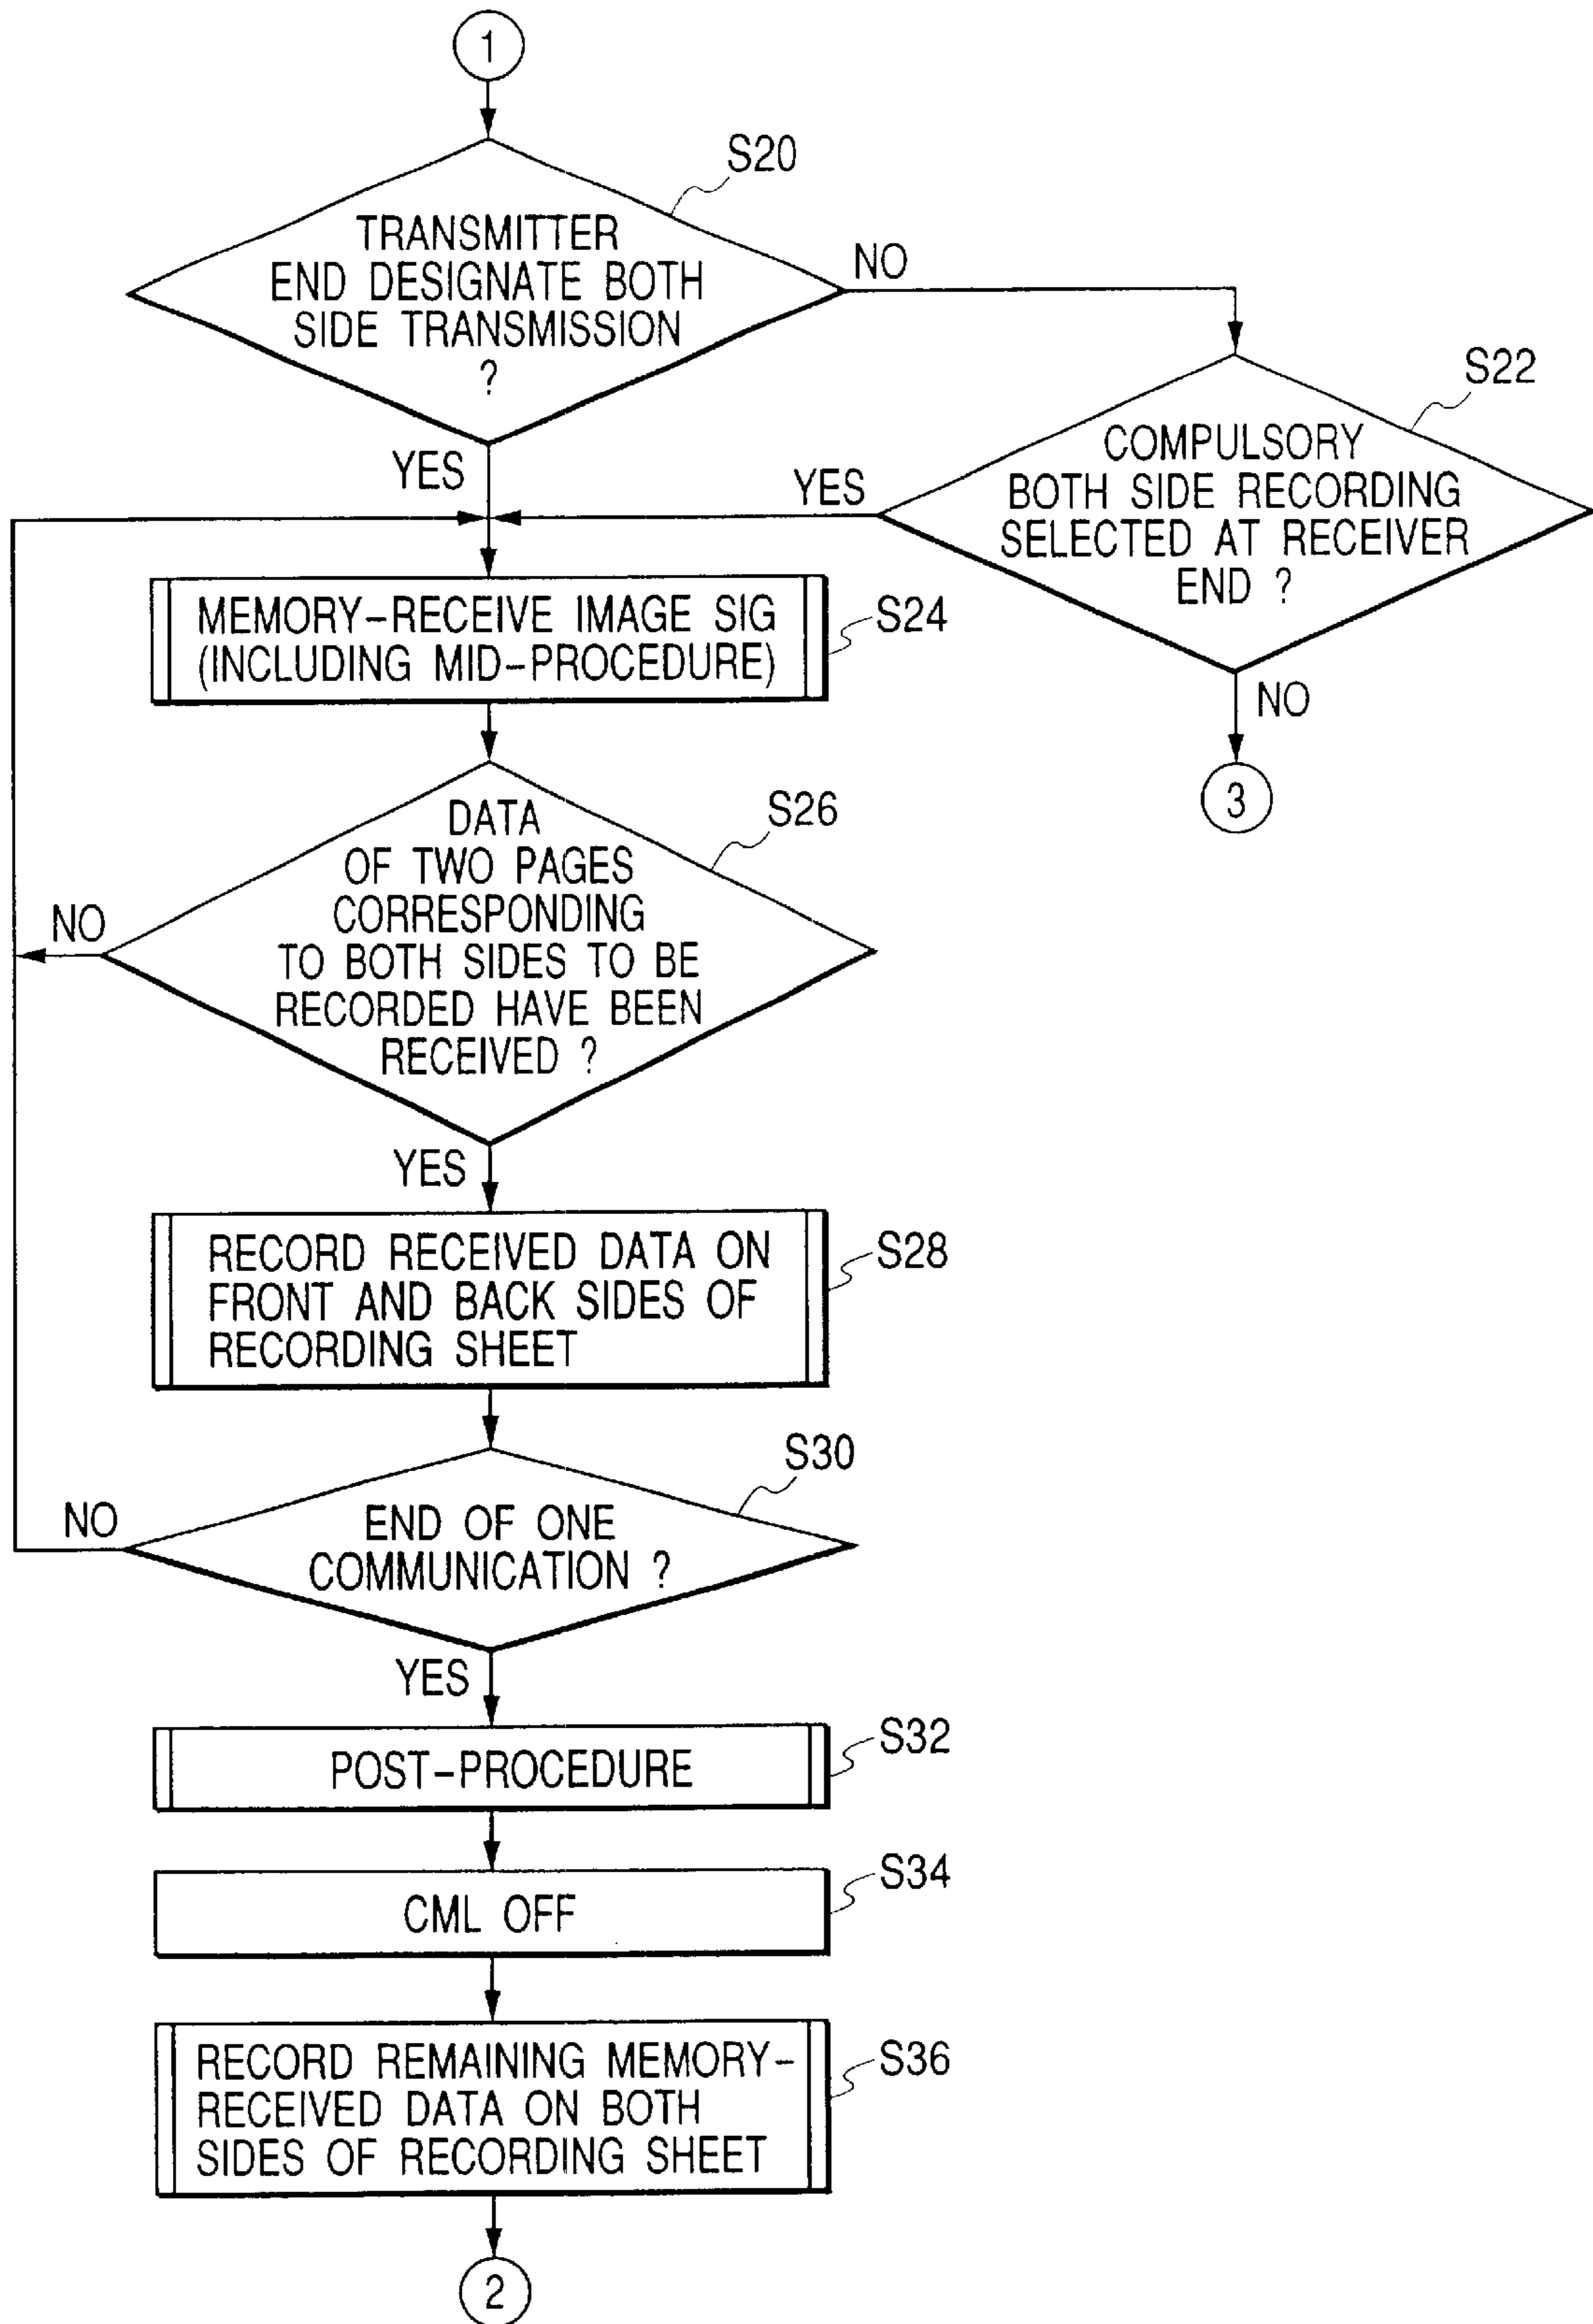 1
S20
TRANSMITTER
END DESIGNATE BOTH
SIDE TRANSMISSION
?
NO
YES
S22
COMPULSORY
BOTH SIDE RECORDING
SELECTED AT RECEIVER
END ?
YES
NO
3
MEMORY-RECEIVE IMAGE SIG
(INCLUDING MID-PROCEDURE)
S24
S26
DATA
OF TWO PAGES
CORRESPONDING
TO BOTH SIDES TO BE
RECORDED HAVE BEEN
RECEIVED ?
NO
YES
RECORD RECEIVED DATA ON
FRONT AND BACK SIDES OF
RECORDING SHEET
S28
S30
END OF ONE
COMMUNICATION ?
NO
YES
POST-PROCEDURE
S32
CML OFF
S34
RECORD REMAINING MEMORY-
RECEIVED DATA ON BOTH
SIDES OF RECORDING SHEET
S36
2